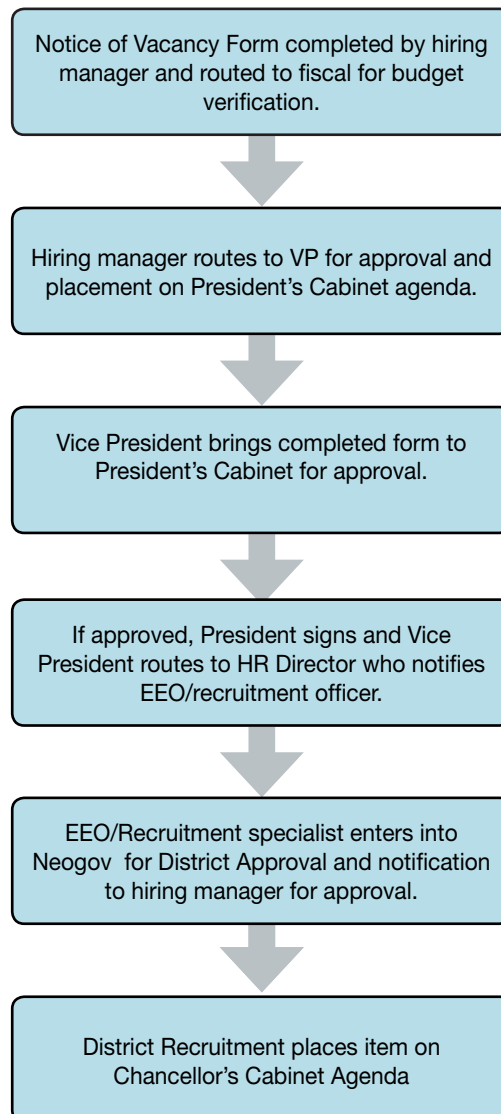 Notice of Vacancy Form completed by hiring
manager and routed to fiscal for budget
verification.
Hiring manager routes to VP for approval and
placement on President’s Cabinet agenda.
Vice President brings completed form to
President’s Cabinet for approval.
If approved, President signs and Vice
President routes to HR Director who notifies
EEO/recruitment officer.
EEO/Recruitment specialist enters into
Neogov  for District Approval and notification
to hiring manager for approval.
District Recruitment places item on
Chancellor’s Cabinet Agenda